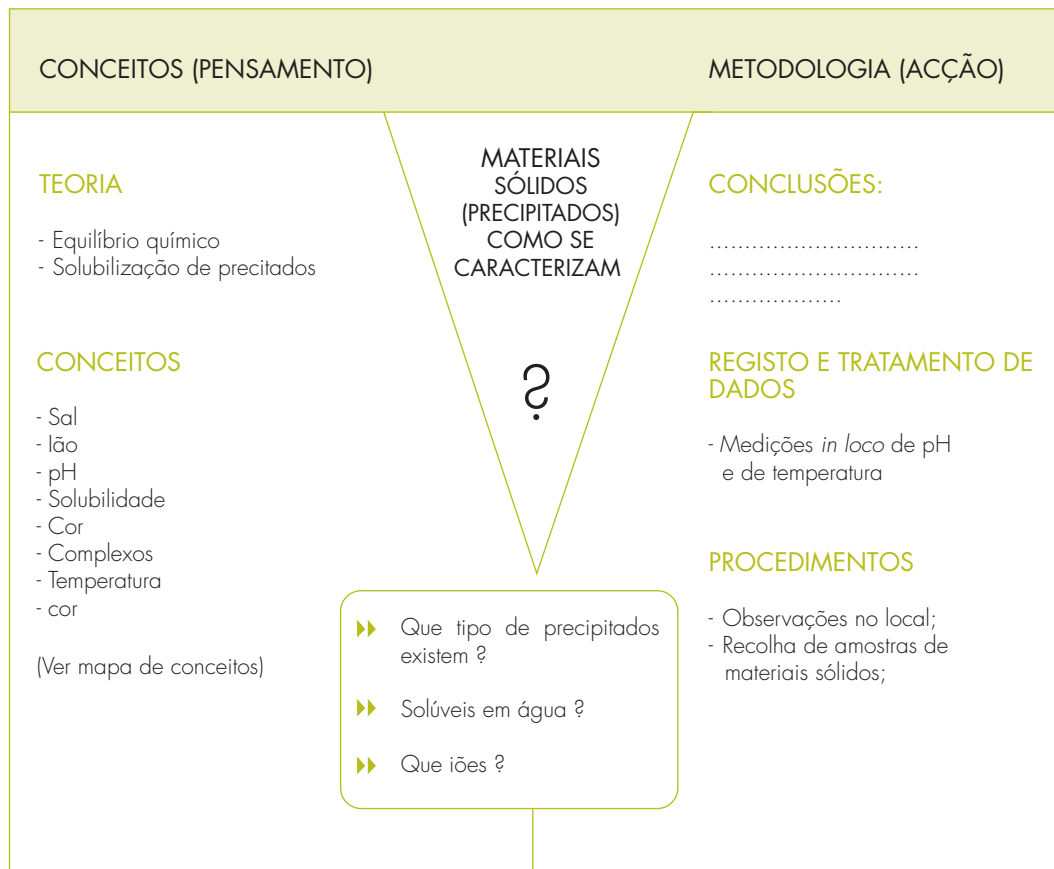 CONCEITOS (PENSAMENTO)
METODOLOGIA (ACÇÃO)
TEORIA
- Equilíbrio químico
- Solubilização de precitados
CONCEITOS
- Sal
- Ião
- pH
- Solubilidade
- Cor
- Complexos
- Temperatura
- cor
(Ver mapa de conceitos)
MATERIAIS
SÓLIDOS
(PRECIPITADOS)
COMO SE
CARACTERIZAM
?
Que tipo de precipitados
existem ?
Solúveis em água ?
Que iões ?
CONCLUSÕES:
..............................
..............................
...................
REGISTO E TRATAMENTO DE
DADOS
- Medições in loco de pH
e de temperatura
PROCEDIMENTOS
- Observações no local;
- Recolha de amostras de
materiais sólidos;